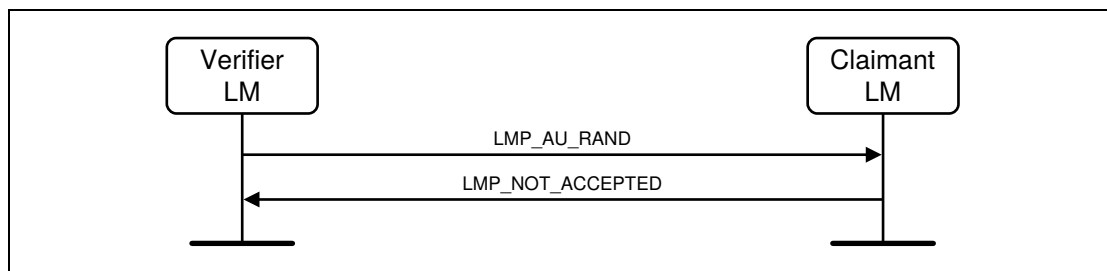 Verifier
LM
Claimant
LM
LMP_AU_RAND
LMP_NOT_ACCEPTED